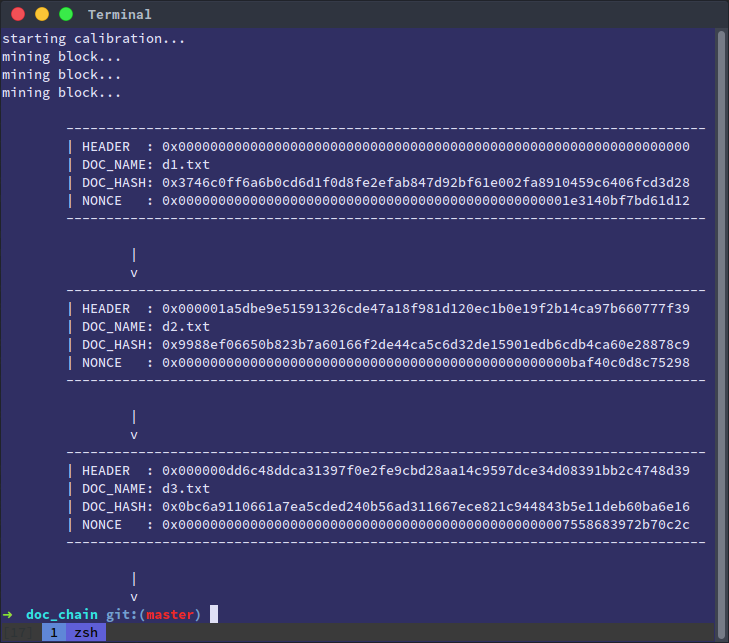 Terminal
starting calibration...
mining block...
mining block...
mining block...
--------------------------------------------------------------------------------
| HEADER  : 0x0000000000000000000000000000000000000000000000000000000000000000
| DOC_NAME: d1.txt
| DOC_HASH: 0x3746c0ff6a6b0cd6d1f0d8fe2efab847d92bf61e002fa8910459c6406fcd3d28
| NONCE   : 0x0000000000000000000000000000000000000000000000001e3140bf7bd61d12
--------------------------------------------------------------------------------
|
v
--------------------------------------------------------------------------------
| HEADER  : 0x000001a5dbe9e51591326cde47a18f981d120ec1b0e19f2b14ca97b660777f39
| DOC_NAME: d2.txt
| DOC_HASH: 0x9988ef06650b823b7a60166f2de44ca5c6d32de15901edb6cdb4ca60e28878c9
| NONCE   : 0x0000000000000000000000000000000000000000000000000baf40c0d8c75298
--------------------------------------------------------------------------------
|
v
--------------------------------------------------------------------------------
| HEADER  : 0x000000dd6c48ddca31397f0e2fe9cbd28aa14c9597dce34d08391bb2c4748d39
| DOC_NAME: d3.txt
| DOC_HASH: 0x0bc6a9110661a7ea5cded240b56ad311667ece821c944843b5e11deb60ba6e16
| NONCE   : 0x0000000000000000000000000000000000000000000000007558683972b70c2c
--------------------------------------------------------------------------------
|
v
→ doc_chain git:(master)
1 zsh